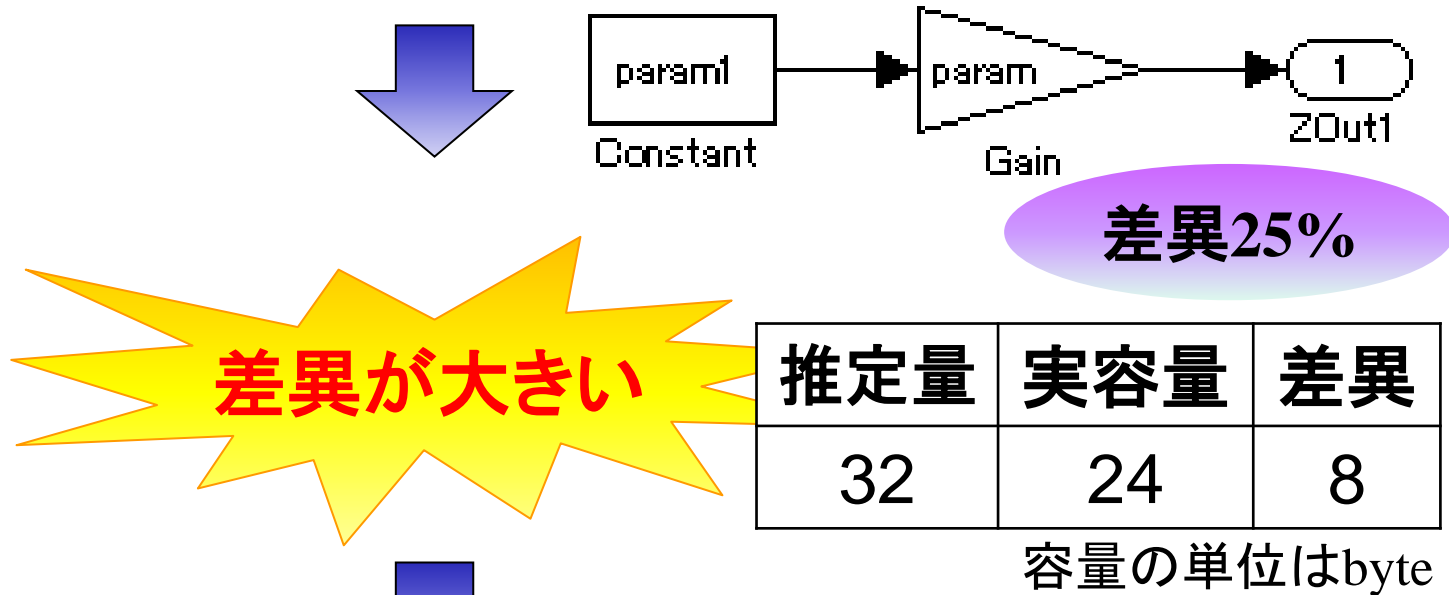 param1
param
1
Constant
Gain
ZOut1
差異25%
差異が大きい
推定量 実容量 差異
32 24 8
容量の単位はbyte